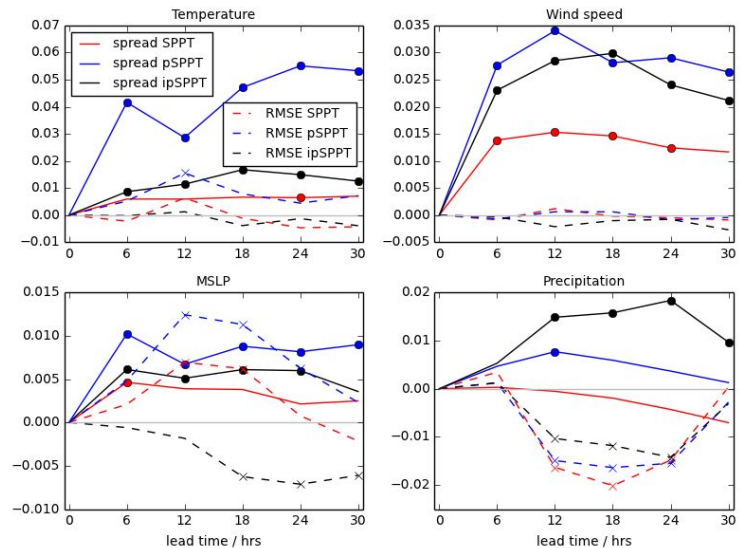 Temperature
0.07
0.06
0.05
0.04
0.03
0.02
0.01
0.00
−0.01
spread SPPT
spread pSPPT
spread ipSPPT
RMSE SPPT
RMSE pSPPT
RMSE ipSPPT
0 6 12 18 24 30
Wind speed
0.035
0.030
0.025
0.020
0.015
0.010
0.005
0.000
−0.005
0 6 12 18 24 30
MSLP
0.015
0.010
0.005
0.000
−0.005
−0.010
0 6 12 18 24 30
lead time / hrs
Precipitation
0.02
0.01
0.00
−0.01
−0.02
0 6 12 18 24 30
lead time / hrs